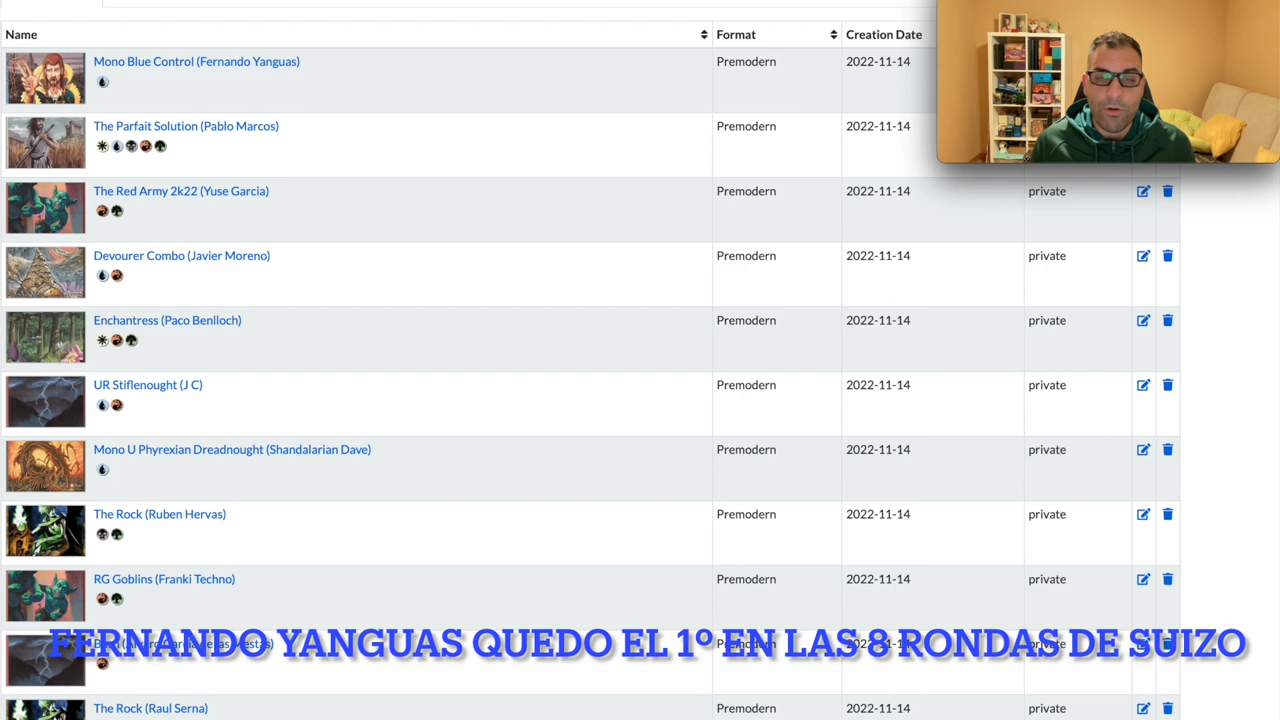 Name Format Creation Date
Mono Blue Control (Fernando Yanguas) Premodern 2022-11-14
The Parfait Solution (Pablo Marcos) Premodern 2022-11-14
The Red Army 2k22 (Yuse Garcia) Premodern 2022-11-14 private
Devourer Combo (Javier Moreno) Premodern 2022-11-14 private
Enchantress (Paco Benlloch) Premodern 2022-11-14 private
UR Stiflenought (J C) Premodern 2022-11-14 private
Mono U Phyrexian Dreadnought (Shandalarian Dave) Premodern 2022-11-14 private
The Rock (Ruben Hervas) Premodern 2022-11-14 private
RG Goblins (Franki Techno) Premodern 2022-11-14 private
FERNANDO YANGUAS QUEDO EL 1º EN LAS 8 RONDAS DE SUIZO
The Rock (Raul Serna) Premodern 2022-11-14 private